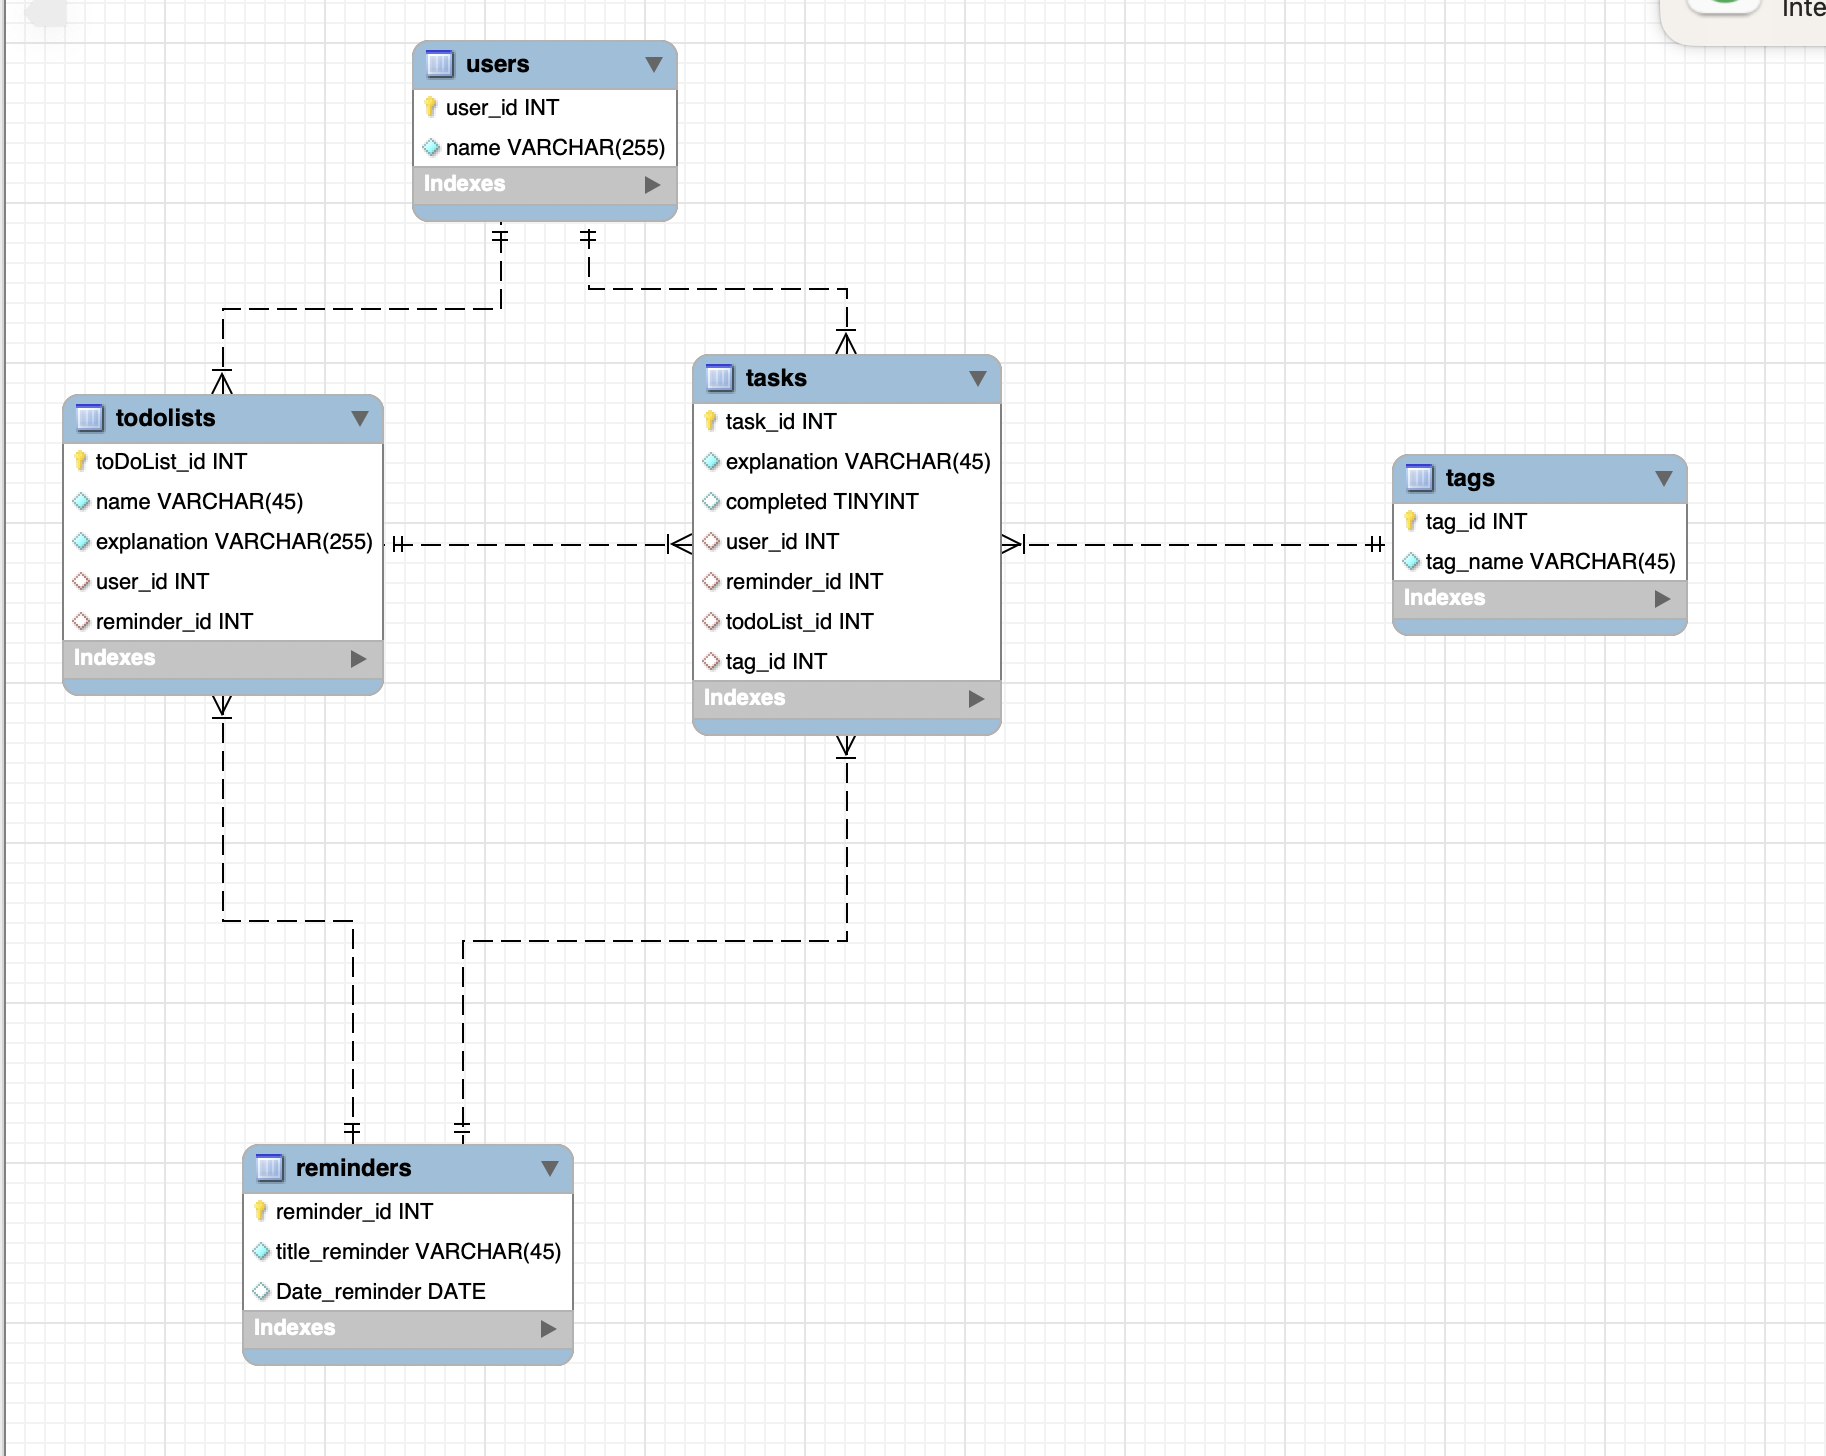 Inte
users
user_id INT
name VARCHAR(255)
Indexes
todolists
toDoList_id INT
name VARCHAR(45)
explanation VARCHAR(255)
user_id INT
reminder_id INT
Indexes
tasks
task_id INT
explanation VARCHAR(45)
completed TINYINT
user_id INT
reminder_id INT
todoList_id INT
tag_id INT
Indexes
tags
tag_id INT
tag_name VARCHAR(45)
Indexes
reminders
reminder_id INT
title_reminder VARCHAR(45)
Date_reminder DATE
Indexes